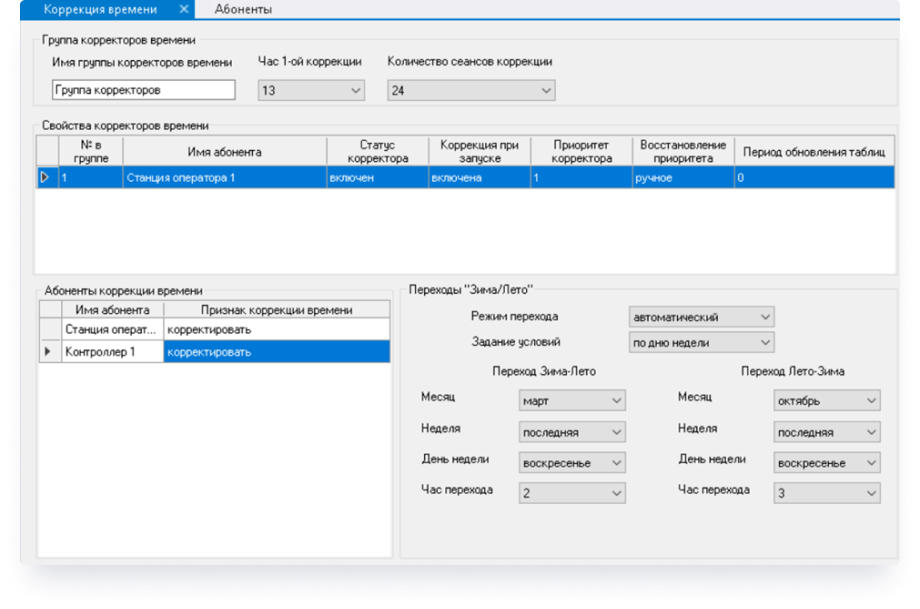 Коррекция времени × Абоненты
Группа корректоров времени
Имя группы корректоров времени Час 1-ой коррекции Количество сеансов коррекции
Группа корректоров 13 24
Свойства корректоров времени
№ в группе Имя абонента Статус корректора Коррекция при запуске Приоритет корректора Восстановление приоритета Период обновления таблиц
1 Станция оператора 1 включен включена 1 ручное 0
Абоненты коррекции времени
Имя абонента Признак коррекции времени
Станция операт... корректировать
Контроллер 1 корректировать
Переходы "Зима/Лето"
Режим перехода автоматический
Задание условий по дню недели
Переход Зима-Лето Переход Лето-Зима
Месяц март Месяц октябрь
Неделя последняя Неделя последняя
День недели воскресенье День недели воскресенье
Час перехода 2 Час перехода 3